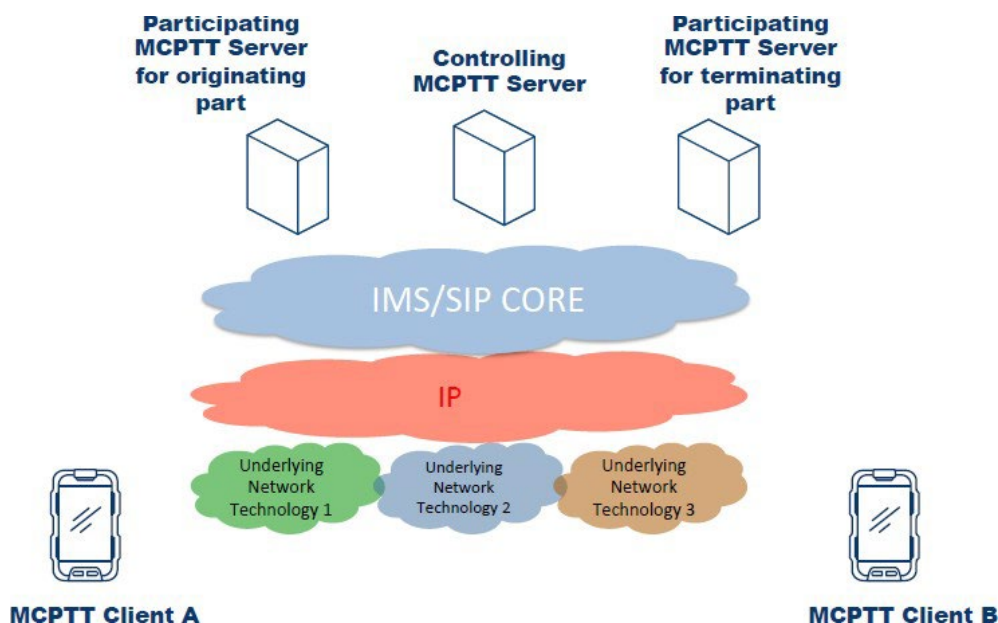 Participating
MCPTT Server
for originating
part
Controlling
MCPTT Server
Participating
MCPTT Server
for terminating
part
IMS/SIP CORE
IP
Underlying
Network
Technology 1
Underlying
Network
Technology 2
Underlying
Network
Technology 3
MCPTT Client A
MCPTT Client B